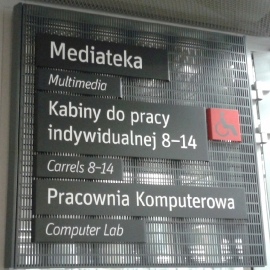 Mediateka
Multimedia
Kabiny do pracy
indywidualnej 8–14
Carrels 8–14
Pracownia Komputerowa
Computer Lab